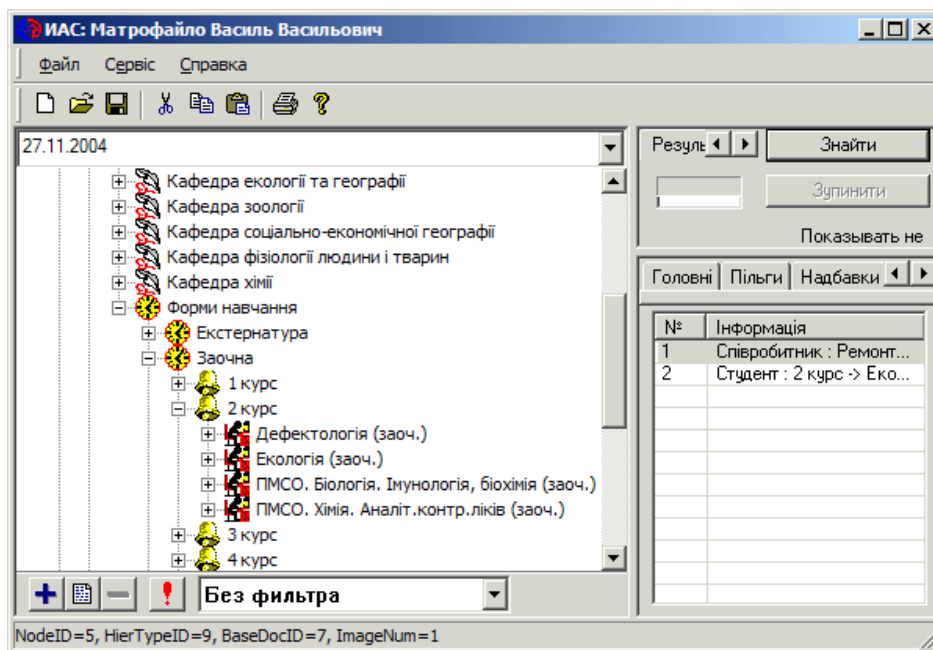 ИАС: Матрофайло Василь Васильович
Файл Сервіс Справка
27.11.2004
Кафедра екології та географії
Кафедра зоології
Кафедра соціально-економічної географії
Кафедра фізіології людини і тварин
Кафедра хімії
Форми навчання
Екстернатура
Заочна
1 курс
2 курс
Дефектологія (заоч.)
Екологія (заоч.)
ПМСО. Біологія. Імунологія, біохімія (заоч.)
ПМСО. Хімія. Аналіт.контр.ліків (заоч.)
3 курс
4 курс
Без фильтра
Резуль
Знайти
Зупинити
Показывать не
Головні Пільги Надбавки
№ Інформація
1 Співробитник : Ремонт...
2 Студент : 2 курс -> Еко...
NodeID=5, HierTypeID=9, BaseDocID=7, ImageNum=1